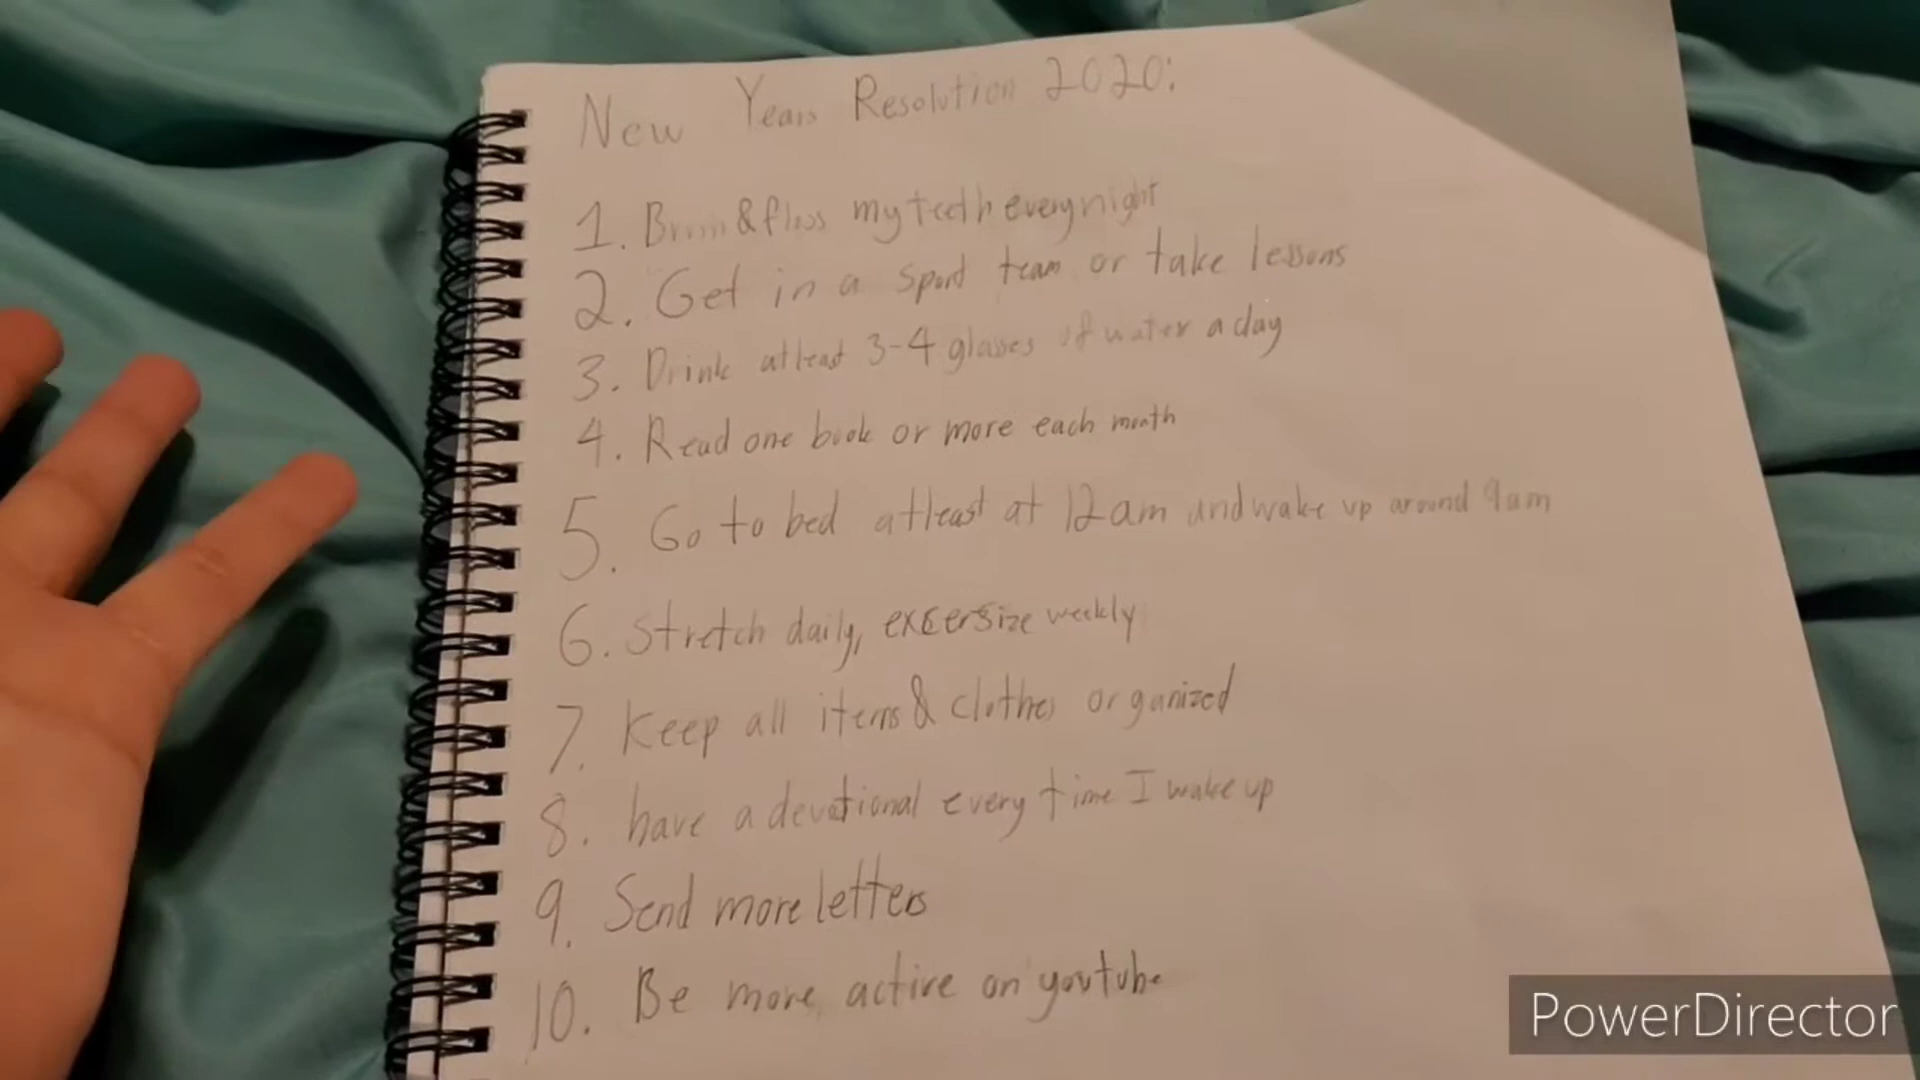 New Years Resolution 2020:
1. Brush & floss my teeth every night
2. Get in a sport team or take lessons
3. Drink atleast 3-4 glasses of water a day
4. Read one book or more each month
5. Go to bed atleast at 12am and wake up around 9am
6. Stretch daily, excersize weekly
7. Keep all items & clothes organized
8. have a devotional every time I wake up
9. Send more letters
10. Be more active on youtube
PowerDirector